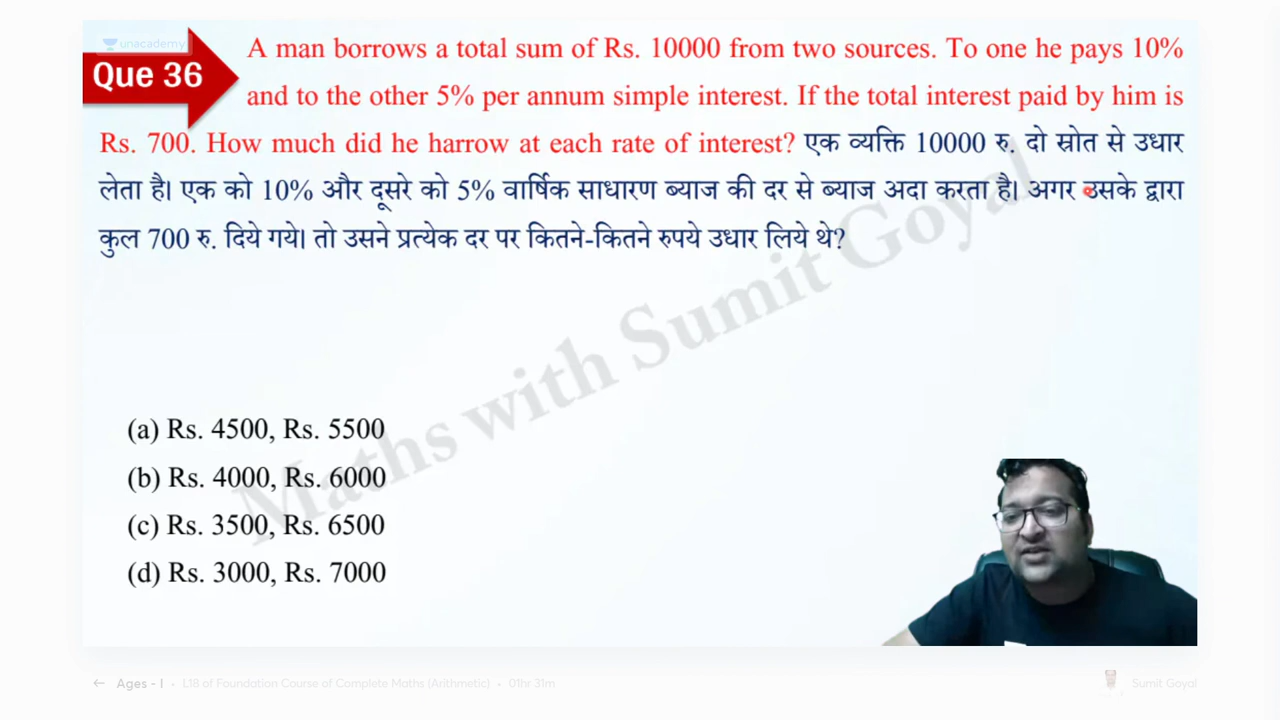 unacademy
Que 36
A man borrows a total sum of Rs. 10000 from two sources. To one he pays 10%
and to the other 5% per annum simple interest. If the total interest paid by him is
Rs. 700. How much did he harrow at each rate of interest? एक व्यक्ति 10000 रु. दो स्रोत से उधार
लेता है। एक को 10% और दूसरे को 5% वार्षिक साधारण ब्याज की दर से ब्याज अदा करता है। अगर उसके द्वारा
कुल 700 रु. दिये गये। तो उसने प्रत्येक दर पर कितने-कितने रुपये उधार लिये थे?
Maths with Sumit Goyal
(a) Rs. 4500, Rs. 5500
(b) Rs. 4000, Rs. 6000
(c) Rs. 3500, Rs. 6500
(d) Rs. 3000, Rs. 7000
← Ages - I • L18 of Foundation Course of Complete Maths (Arithmetic) • 01hr 31m
Sumit Goyal